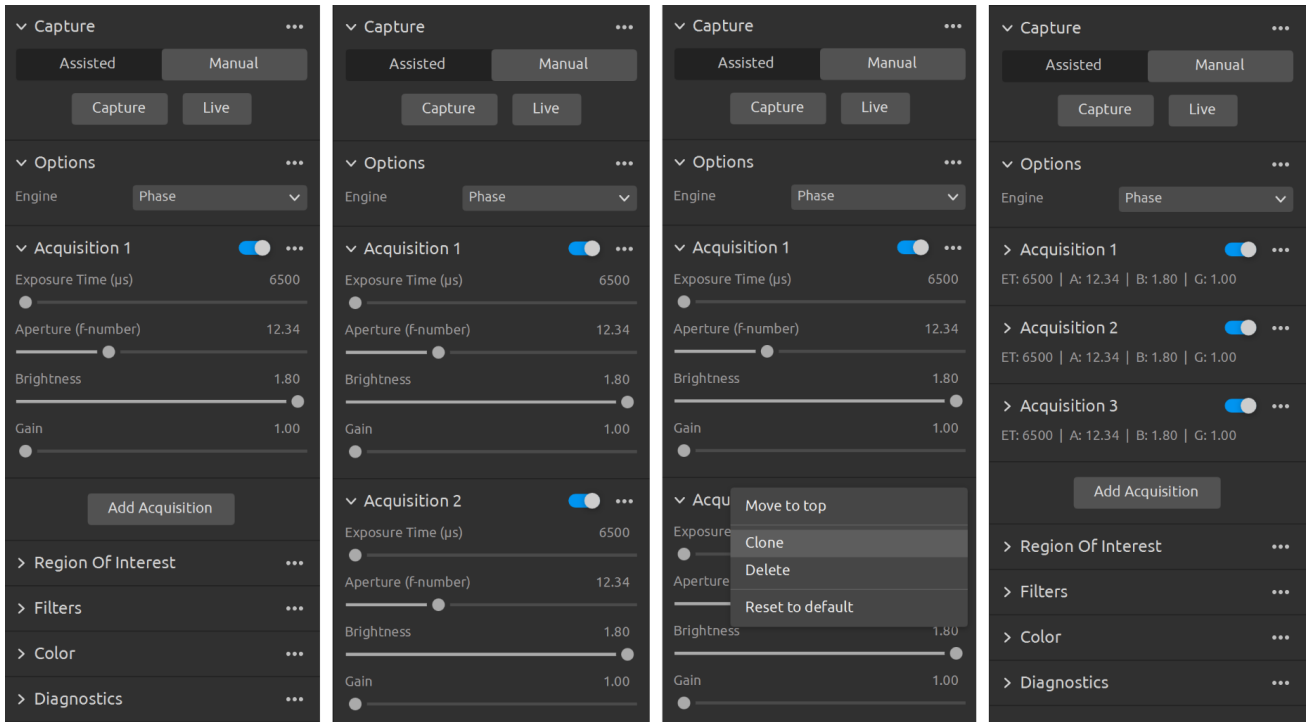 Capture
Assisted Manual
Capture Live
Options
Engine Phase
Acquisition 1
Exposure Time (µs) 6500
Aperture (f-number) 12.34
Brightness 1.80
Gain 1.00
Add Acquisition
Region Of Interest
Filters
Color
Diagnostics
Capture
Assisted Manual
Capture Live
Options
Engine Phase
Acquisition 1
Exposure Time (µs) 6500
Aperture (f-number) 12.34
Brightness 1.80
Gain 1.00
Acquisition 2
Exposure Time (µs) 6500
Aperture (f-number) 12.34
Brightness 1.80
Gain 1.00
Capture
Assisted Manual
Capture Live
Options
Engine Phase
Acquisition 1
Exposure Time (µs) 6500
Aperture (f-number) 12.34
Brightness 1.80
Gain 1.00
Acqu
Move to top
Exposure
Clone
Delete
Aperture
Reset to default
Brightness 1.80
Gain 1.00
Capture
Assisted Manual
Capture Live
Options
Engine Phase
Acquisition 1
ET: 6500 | A: 12.34 | B: 1.80 | G: 1.00
Acquisition 2
ET: 6500 | A: 12.34 | B: 1.80 | G: 1.00
Acquisition 3
ET: 6500 | A: 12.34 | B: 1.80 | G: 1.00
Add Acquisition
Region Of Interest
Filters
Color
Diagnostics